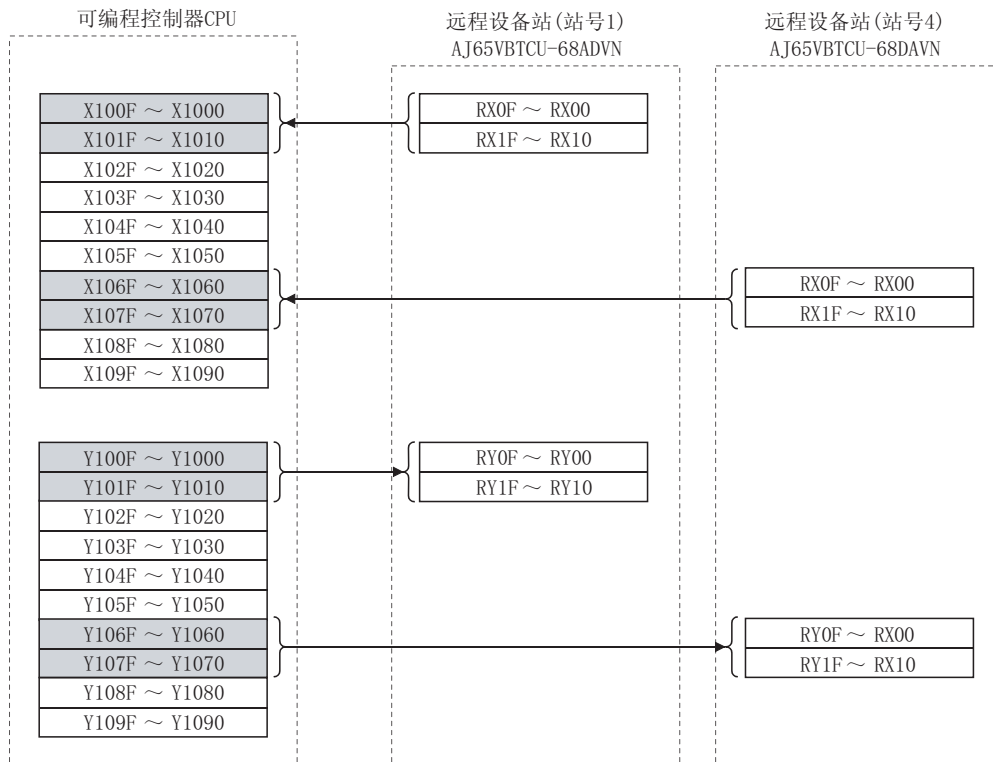 可编程控制器CPU
远程设备站(站号1)
AJ65VBTCU-68ADVN
远程设备站(站号4)
AJ65VBTCU-68DAVN
X100F ～ X1000
X101F ～ X1010
X102F ～ X1020
X103F ～ X1030
X104F ～ X1040
X105F ～ X1050
X106F ～ X1060
X107F ～ X1070
X108F ～ X1080
X109F ～ X1090
RX0F ～ RX00
RX1F ～ RX10
RX0F ～ RX00
RX1F ～ RX10
Y100F ～ Y1000
Y101F ～ Y1010
Y102F ～ Y1020
Y103F ～ Y1030
Y104F ～ Y1040
Y105F ～ Y1050
Y106F ～ Y1060
Y107F ～ Y1070
Y108F ～ Y1080
Y109F ～ Y1090
RY0F ～ RY00
RY1F ～ RY10
RY0F ～ RX00
RY1F ～ RX10